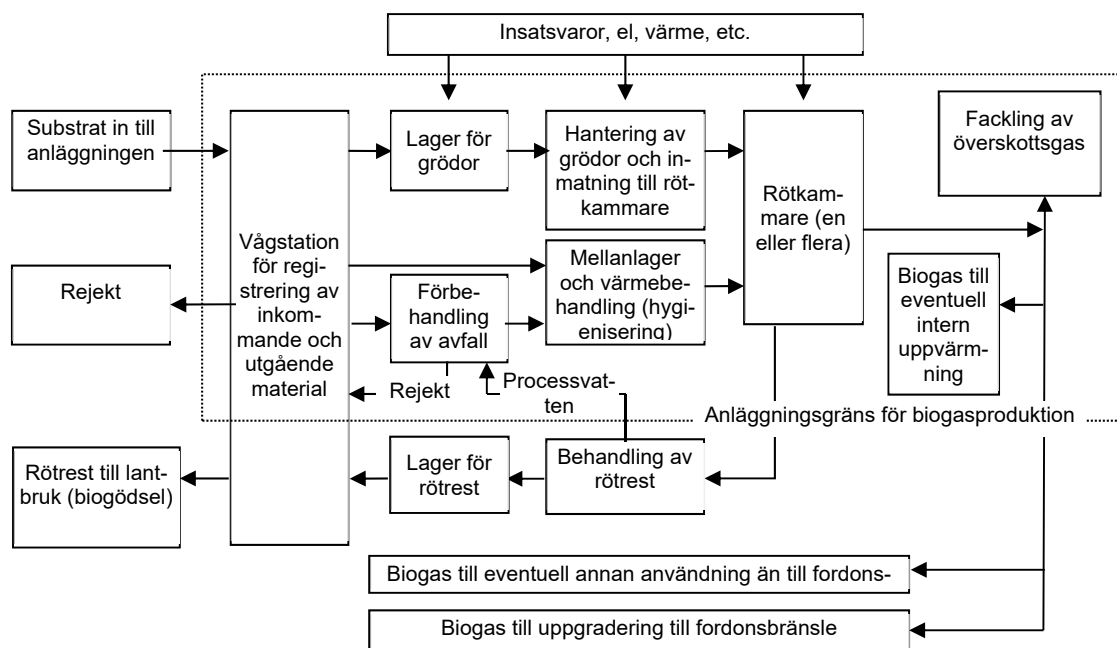 Insatsvaror, el, värme, etc.
Substrat in till
anläggningen
Lager för
grödor
Hantering av
grödor och in-
matning till röt-
kammare
Fackling av
överskottsgas
Rötkam-
mare (en
eller flera)
Vågstation
för regi-
strering av
inkom-
mande och
utgående
material
Rejekt
Förbe-
handling
av avfall
Mellanlager
och värmebe-
handling (hygi-
enisering)
Biogas till
eventuell
intern
uppvärm-
ning
Rejekt
Processvat-
ten
Anläggningsgräns för biogasproduktion
Rötrest till lant-
bruk (biogödsel)
Lager för
rötrest
Behandling av
rötrest
Biogas till eventuell annan användning än till fordons-
Biogas till uppgradering till fordonsbränsle